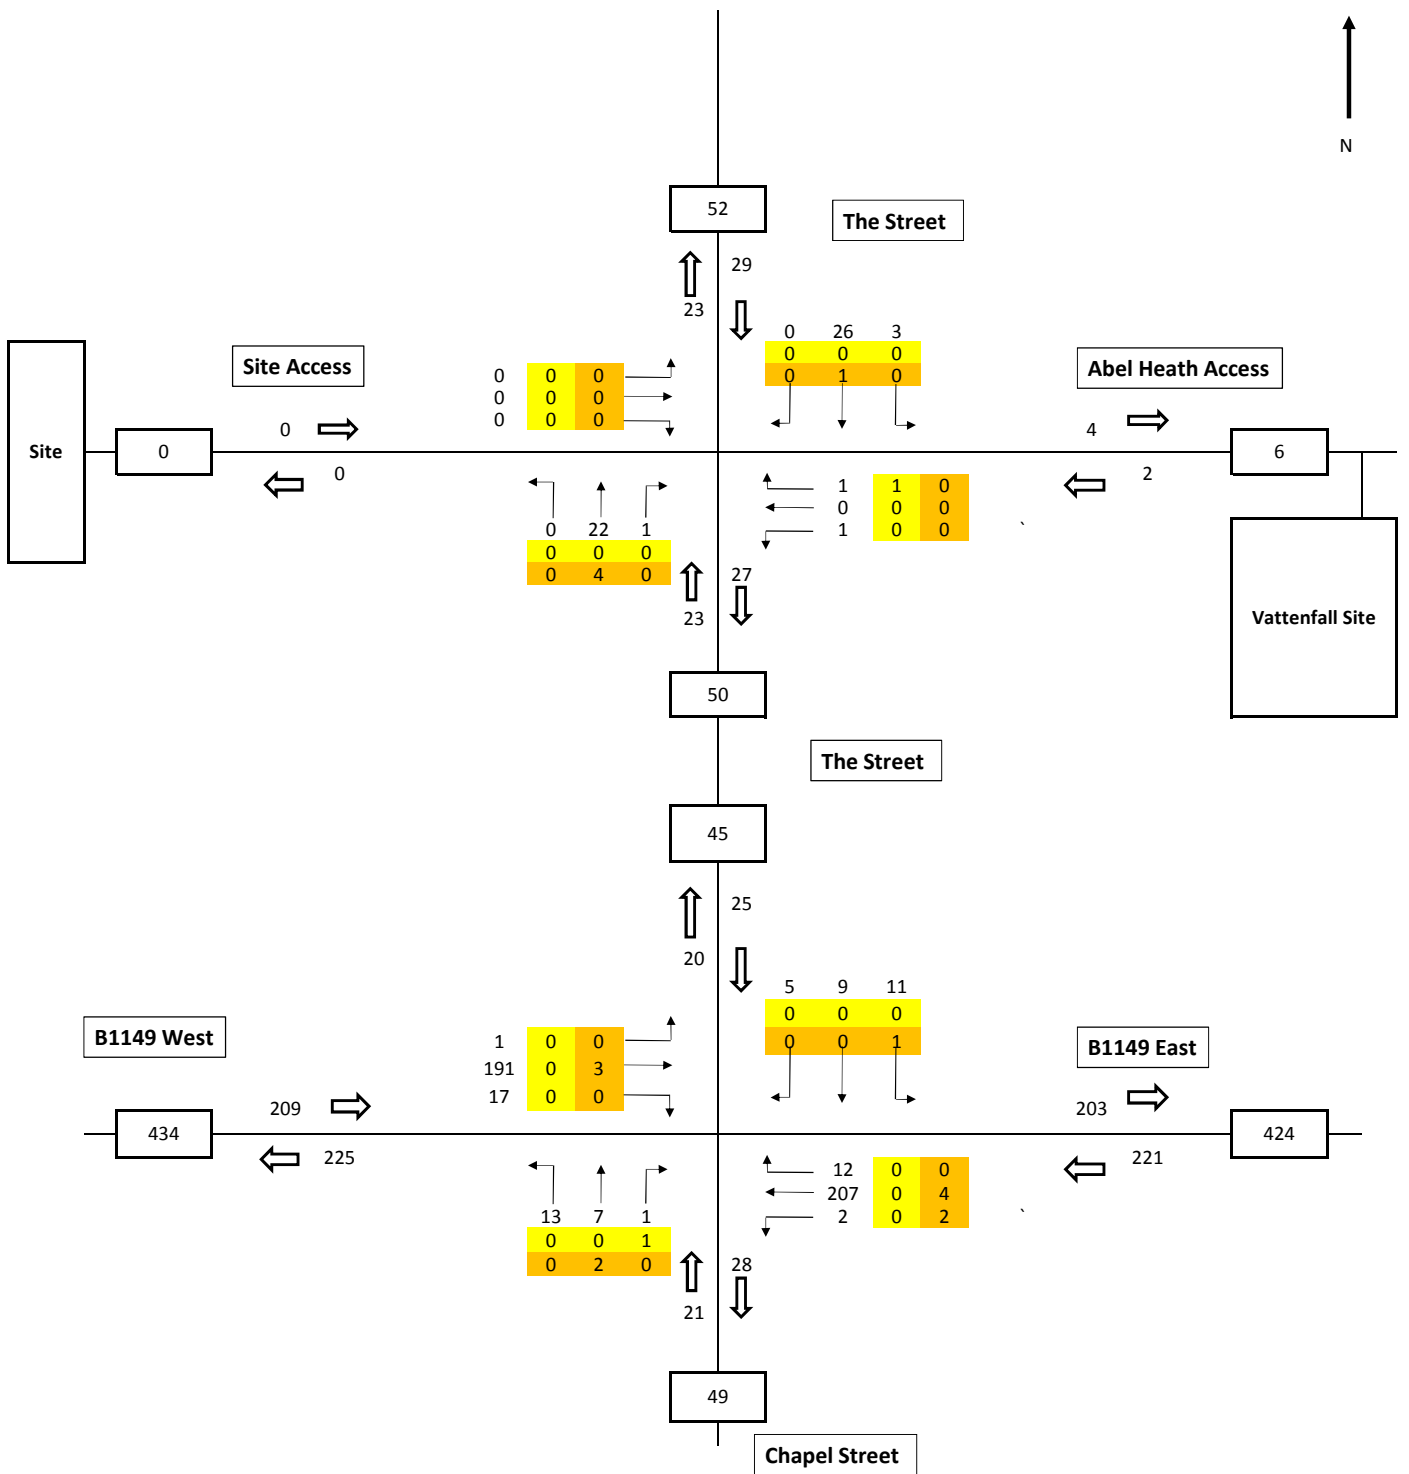 N
52
The Street
29
23
0 26 3
0 0 0
0 1 0
Site Access
Abel Heath Access
0 0 0
0 0 0
0 0 0
Site
0
0
0
4
2
6
1 1 0
0 0 0
1 0 0
`
0 22 1
0 0 0
0 4 0
23
27
Vattenfall Site
50
The Street
45
25
20
5 9 11
0 0 0
0 0 1
B1149 West
B1149 East
1 0 0
191 0 3
17 0 0
209
203
434
424
225
221
12 0 0
207 0 4
2 0 2
`
13 7 1
0 0 1
0 2 0
28
21
49
Chapel Street